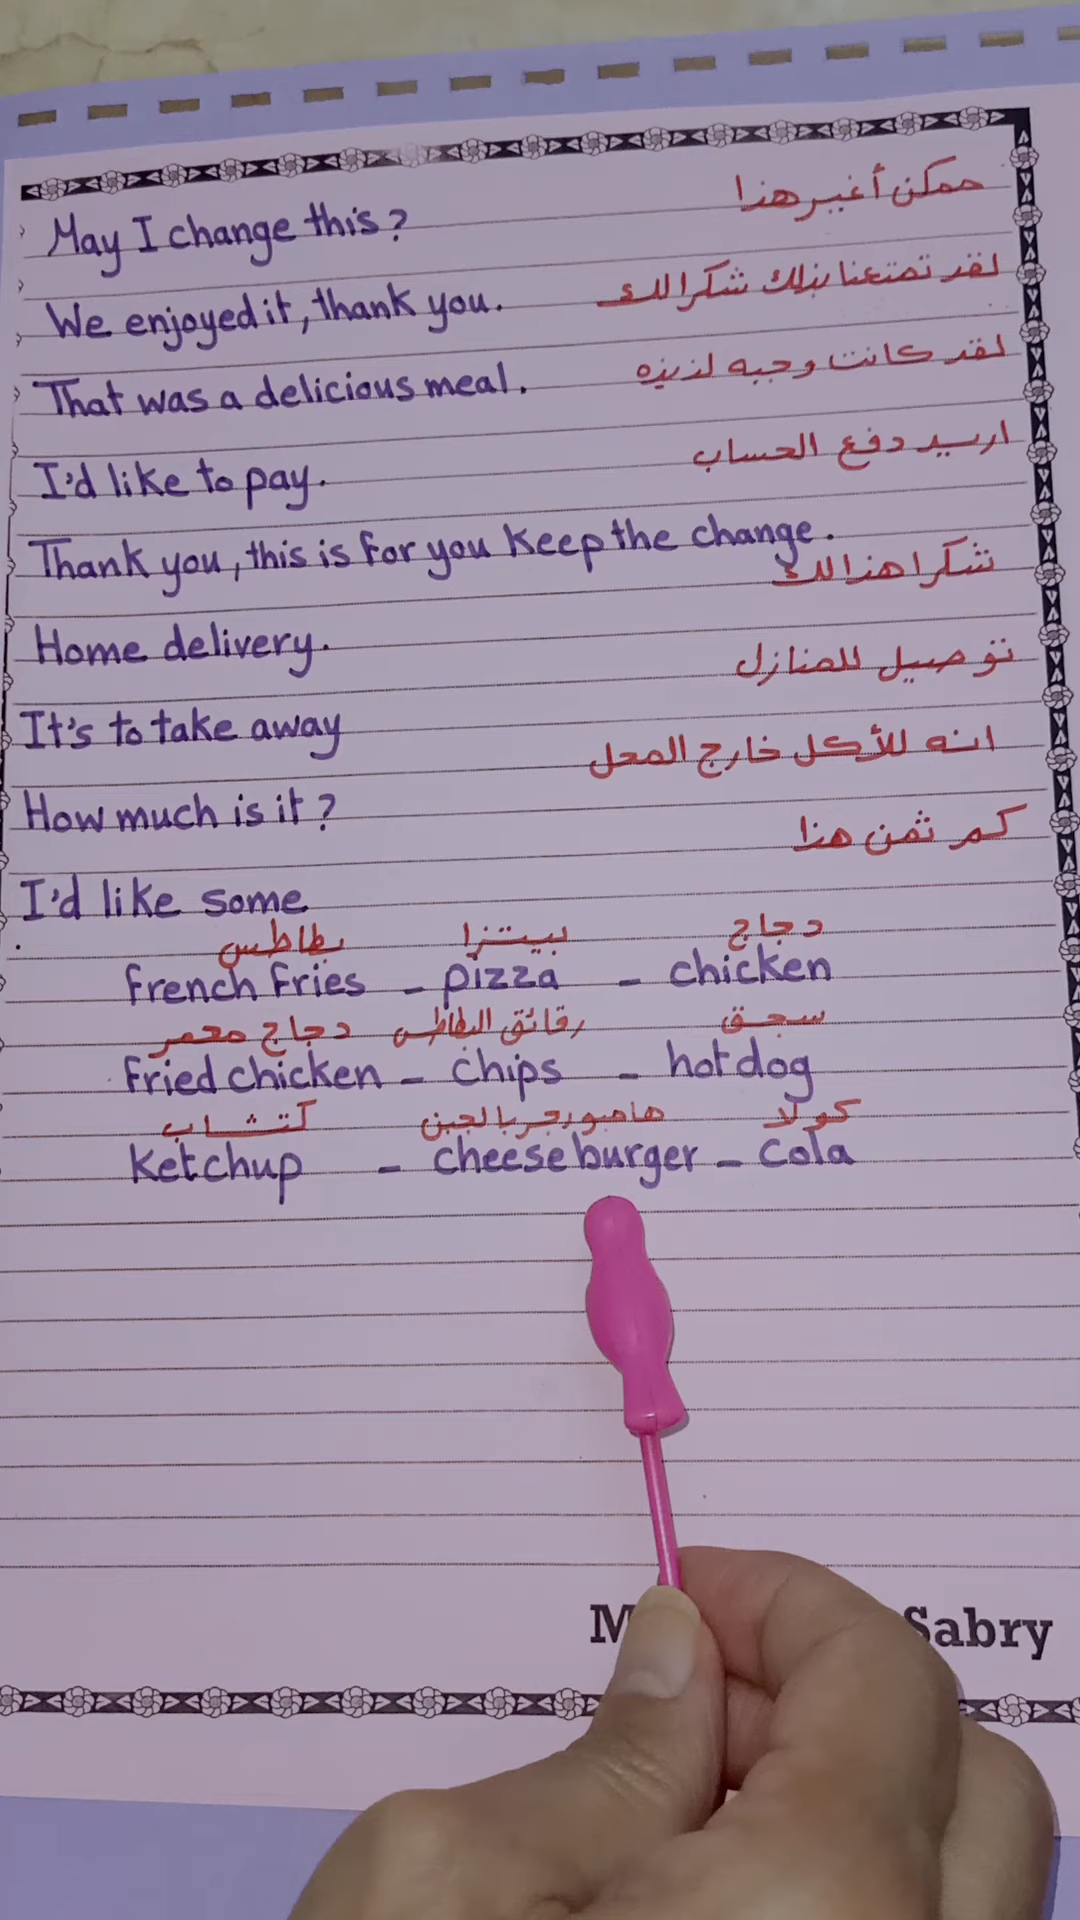 May I change this? ممكن أغير هذا
We enjoyed it, thank you. لقد تمتعنا بذلك شكرا لك
That was a delicious meal. لقد كانت وجبه لذيذه
I'd like to pay. اريد دفع الحساب
Thank you, this is for you keep the change.
شكرا هذا لك
Home delivery. توصيل للمنازل
It's to take away انه للأكل خارج المحل
How much is it? كم ثمن هذا
I'd like some
بطاطس بيتزا دجاج
French fries - pizza - chicken
دجاج محمر رقائق البطاطس سجق
Fried chicken - chips - hot dog
كتشاب هامبورجر بالجبن كولا
ketchup - cheese burger - cola
Sabry